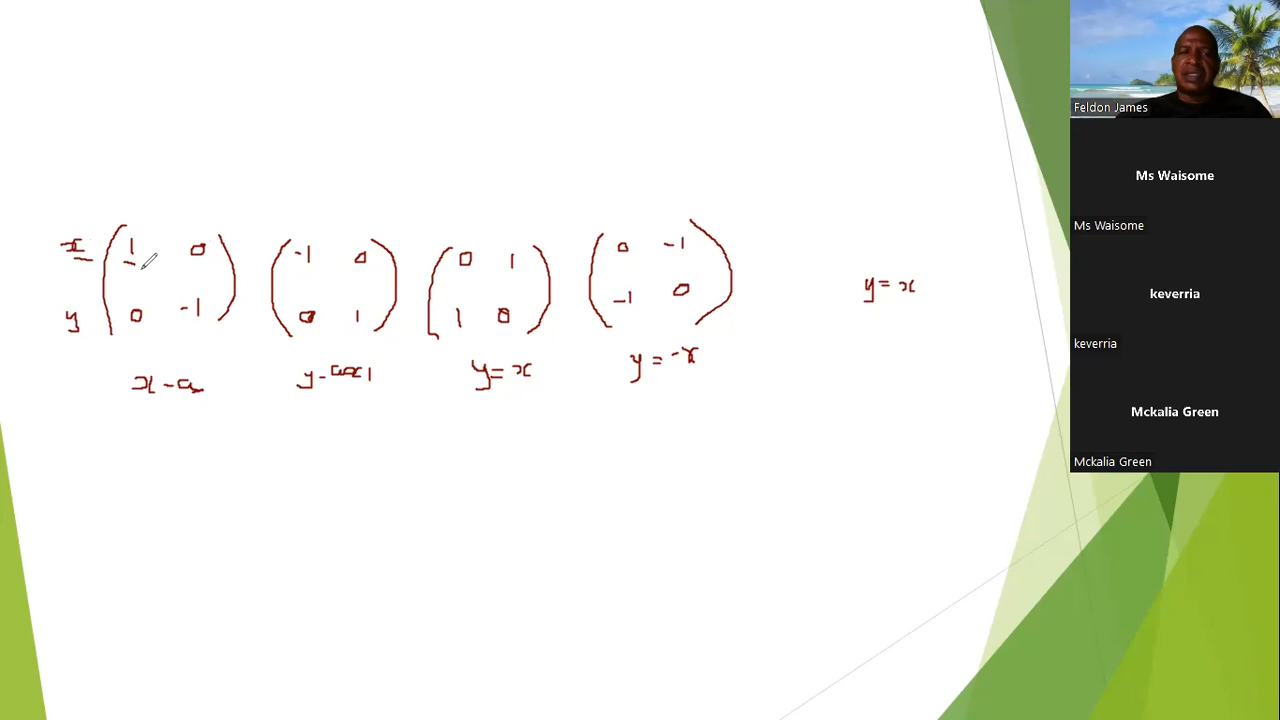 x 1 0 -1 0 0 1 0 -1
y 0 -1 0 1 1 0 -1 0
y = x
x - a
y - axi
y = x
y = -x
Feldon James
Ms Waisome
Ms Waisome
keverria
keverria
Mckalia Green
Mckalia Green